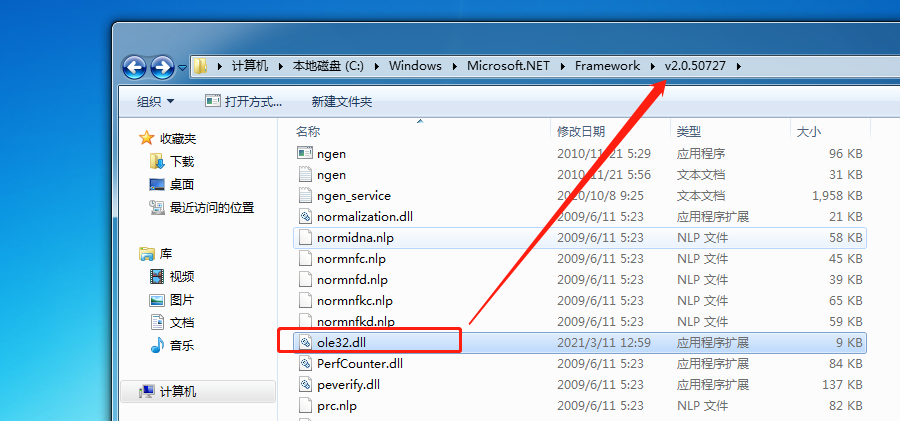 计算机 本地磁盘 (C:) Windows Microsoft.NET Framework v2.0.50727
组织 打开方式... 新建文件夹
收藏夹
下载
桌面
最近访问的位置
库
视频
图片
文档
音乐
计算机
名称 修改日期 类型 大小
ngen 2010/11/21 5:29 应用程序 96 KB
ngen 2010/11/21 5:56 文本文档 31 KB
ngen_service 2020/10/8 9:25 文本文档 1,958 KB
normalization.dll 2009/6/11 5:23 应用程序扩展 21 KB
normidna.nlp 2009/6/11 5:23 NLP 文件 58 KB
normnfc.nlp 2009/6/11 5:23 NLP 文件 45 KB
normnfd.nlp 2009/6/11 5:23 NLP 文件 39 KB
normnfkc.nlp 2009/6/11 5:23 NLP 文件 65 KB
normnfkd.nlp 2009/6/11 5:23 NLP 文件 59 KB
ole32.dll 2021/3/11 12:59 应用程序扩展 9 KB
PerfCounter.dll 2009/6/11 5:23 应用程序扩展 84 KB
peverify.dll 2009/6/11 5:23 应用程序扩展 137 KB
prc.nlp 2009/6/11 5:23 NLP 文件 82 KB